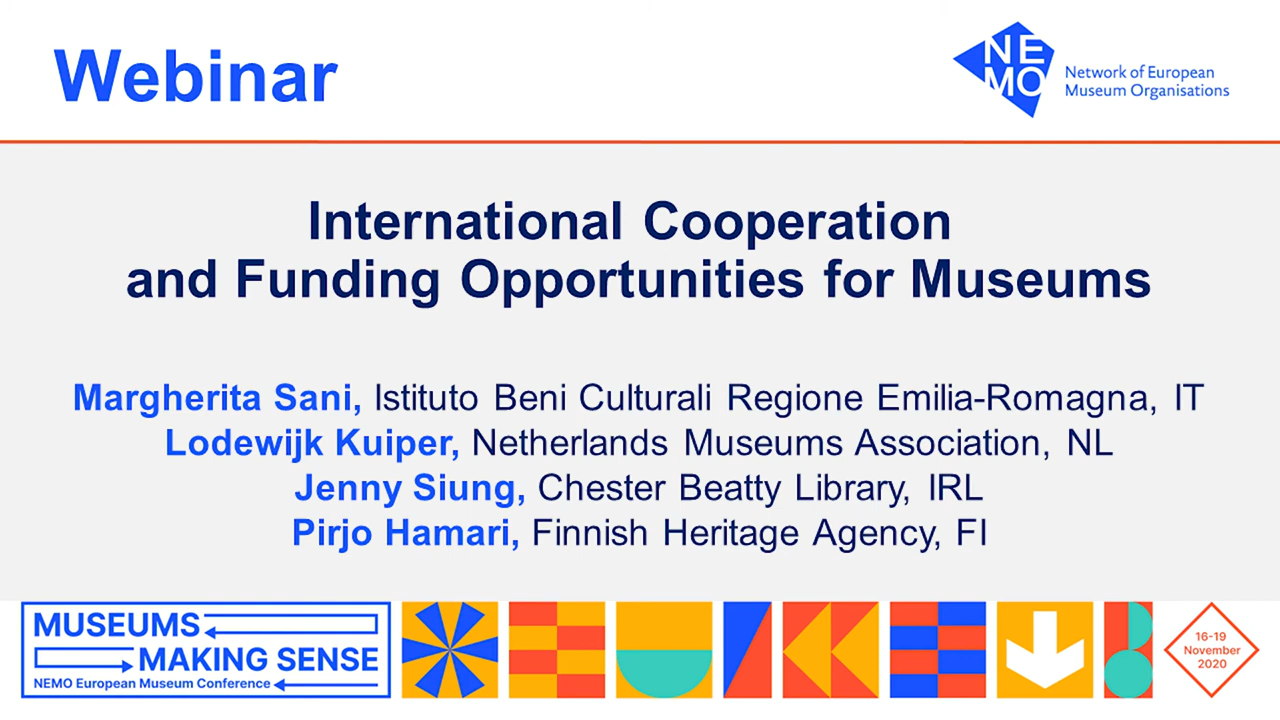 Webinar
NE
MO
Network of European
Museum Organisations
International Cooperation
and Funding Opportunities for Museums
Margherita Sani, Istituto Beni Culturali Regione Emilia-Romagna, IT
Lodewijk Kuiper, Netherlands Museums Association, NL
Jenny Siung, Chester Beatty Library, IRL
Pirjo Hamari, Finnish Heritage Agency, FI
MUSEUMS
MAKING SENSE
NEMO European Museum Conference
16-19
November
2020